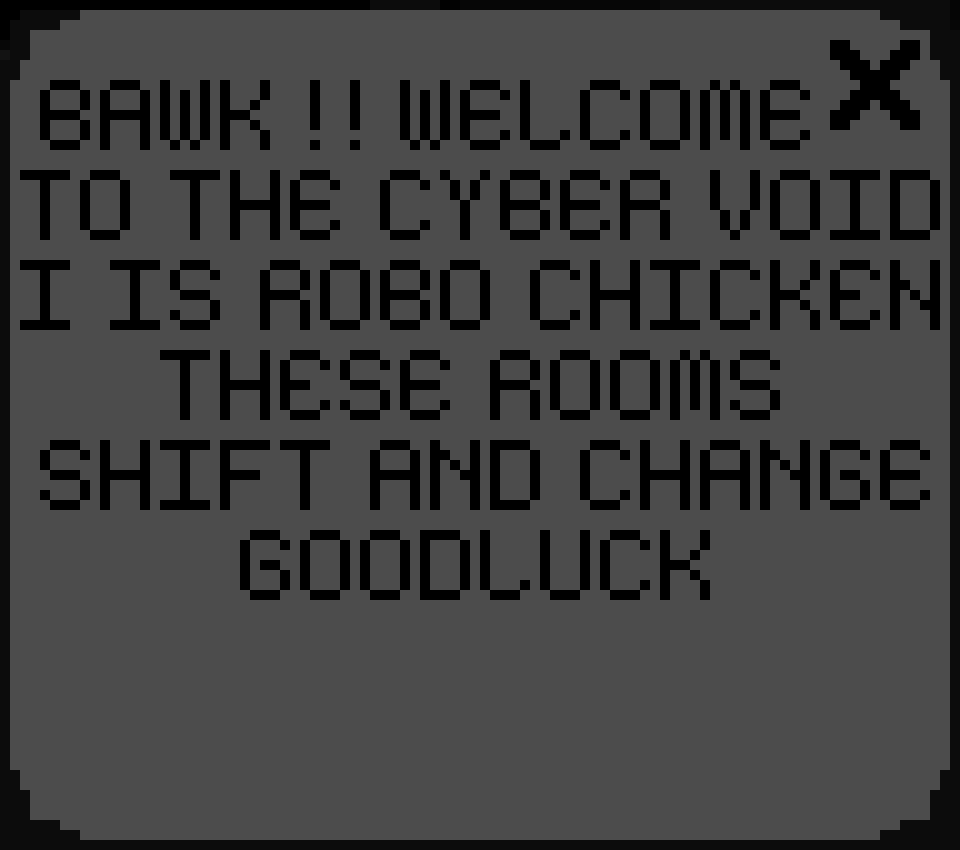 BAWK!! WELCOME
TO THE CYBER VOID
I IS ROBO CHICKEN
THESE ROOMS
SHIFT AND CHANGE
GOODLUCK